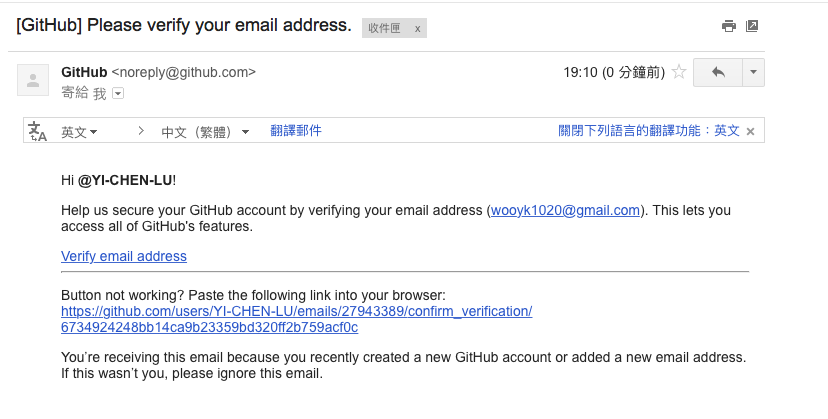 [GitHub] Please verify your email address. 收件匣 x
GitHub <noreply@github.com> 19:10 (0 分鐘前)
寄給 我
英文 > 中文（繁體） 翻譯郵件 關閉下列語言的翻譯功能：英文 ×
Hi @YI-CHEN-LU!
Help us secure your GitHub account by verifying your email address (wooyk1020@gmail.com). This lets you
access all of GitHub's features.
Verify email address
Button not working? Paste the following link into your browser:
https://github.com/users/YI-CHEN-LU/emails/27943389/confirm_verification/
6734924248bb14ca9b23359bd320ff2b759acf0c
You’re receiving this email because you recently created a new GitHub account or added a new email address.
If this wasn’t you, please ignore this email.